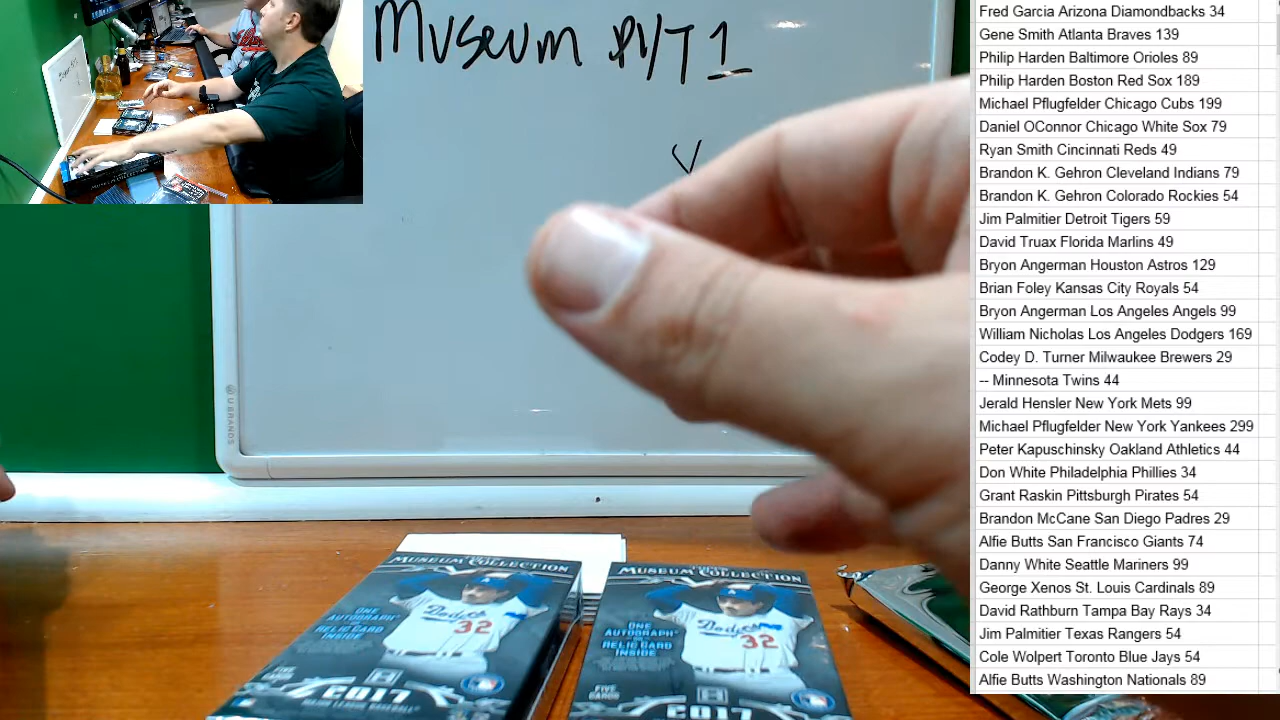 Museum PYT 1
Fred Garcia Arizona Diamondbacks 34
Gene Smith Atlanta Braves 139
Philip Harden Baltimore Orioles 89
Philip Harden Boston Red Sox 189
Michael Pflugfelder Chicago Cubs 199
Daniel OConnor Chicago White Sox 79
Ryan Smith Cincinnati Reds 49
Brandon K. Gehron Cleveland Indians 79
Brandon K. Gehron Colorado Rockies 54
Jim Palmitier Detroit Tigers 59
David Truax Florida Marlins 49
Bryon Angerman Houston Astros 129
Brian Foley Kansas City Royals 54
Bryon Angerman Los Angeles Angels 99
William Nicholas Los Angeles Dodgers 169
Codey D. Turner Milwaukee Brewers 29
-- Minnesota Twins 44
Jerald Hensler New York Mets 99
Michael Pflugfelder New York Yankees 299
Peter Kapuschinsky Oakland Athletics 44
Don White Philadelphia Phillies 34
Grant Raskin Pittsburgh Pirates 54
Brandon McCane San Diego Padres 29
Alfie Butts San Francisco Giants 74
Danny White Seattle Mariners 99
George Xenos St. Louis Cardinals 89
David Rathburn Tampa Bay Rays 34
Jim Palmitier Texas Rangers 54
Cole Wolpert Toronto Blue Jays 54
Alfie Butts Washington Nationals 89
U BRANDS
MUSEUM COLLECTION
Dodgers
32
ONE
AUTOGRAPH
OR
RELIC CARD
INSIDE
FIVE
CARDS
2017
MAJOR LEAGUE BASEBALL
MUSEUM COLLECTION
Dodgers
32
ONE
AUTOGRAPH
OR
RELIC CARD
INSIDE
FIVE
CARDS
2017